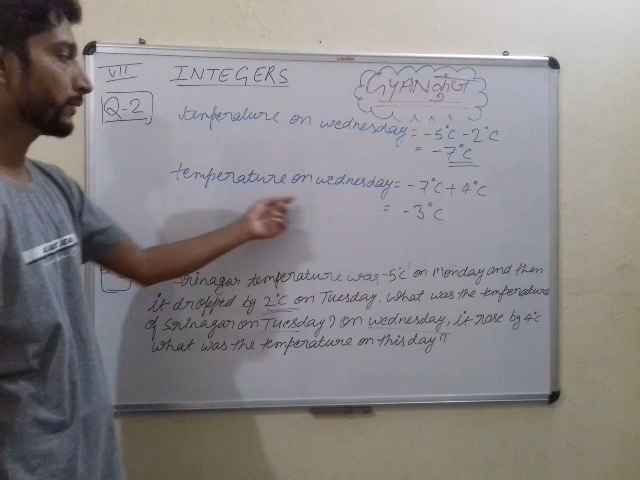 VII
INTEGERS
GYANकुंज
Q-2
temperature on wednesday = -5°C - 2°C
= -7°C
temperature on wednesday = -7°C + 4°C
= -3°C
Srinagar temperature was -5°C on Monday and then
it dropped by 2°C on Tuesday. What was the temperature
of Srinagar on Tuesday? on wednesday, it rose by 4°C
what was the temperature on this day